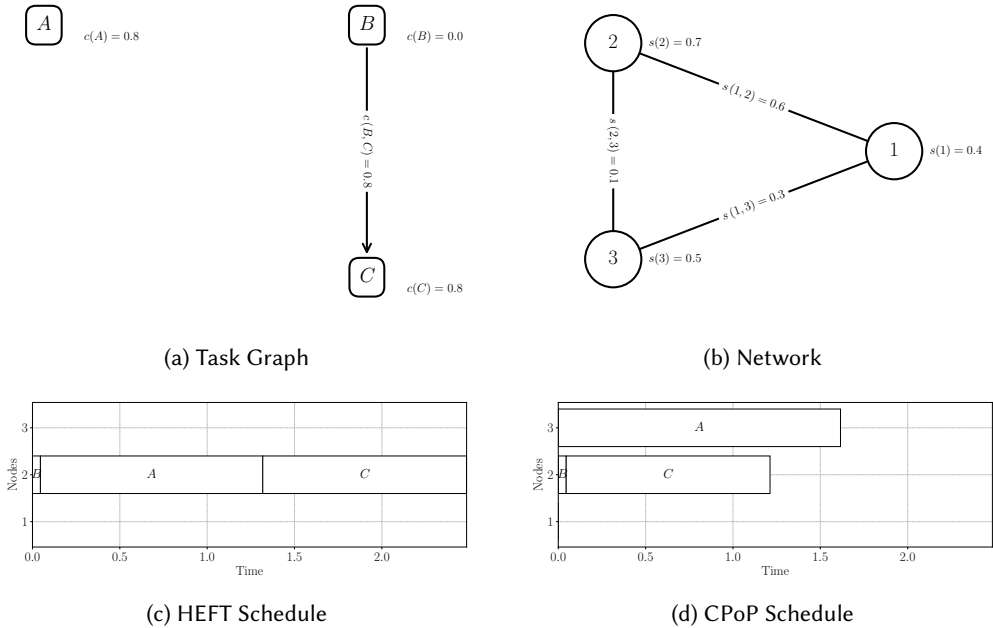 A
c(A) = 0.8
B
c(B) = 0.0
c(B,C) = 0.8
C
c(C) = 0.8
(a) Task Graph
2
s(2) = 0.7
s(1,2) = 0.6
1
s(1) = 0.4
s(2,3) = 0.1
s(1,3) = 0.3
3
s(3) = 0.5
(b) Network
Nodes
3
2
1
B
A
C
0.0 0.5 1.0 1.5 2.0
Time
(c) HEFT Schedule
Nodes
3
2
1
A
B
C
0.0 0.5 1.0 1.5 2.0
Time
(d) CPoP Schedule